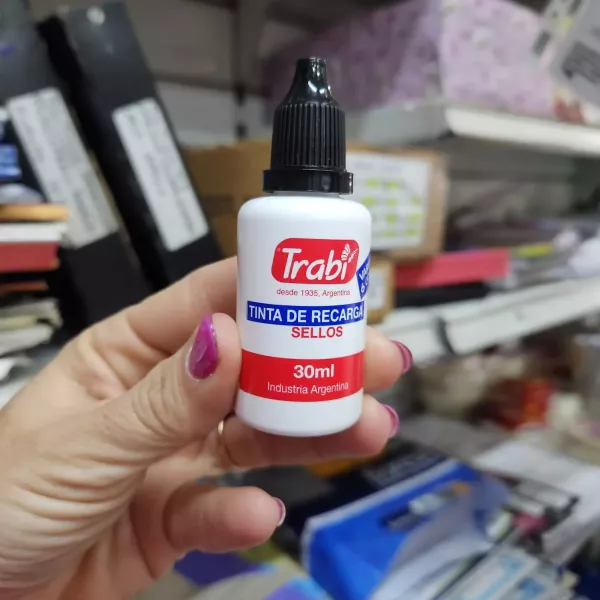 Trabi
desde 1935, Argentina
TINTA DE RECARGA
SELLOS
30ml
Industria Argentina